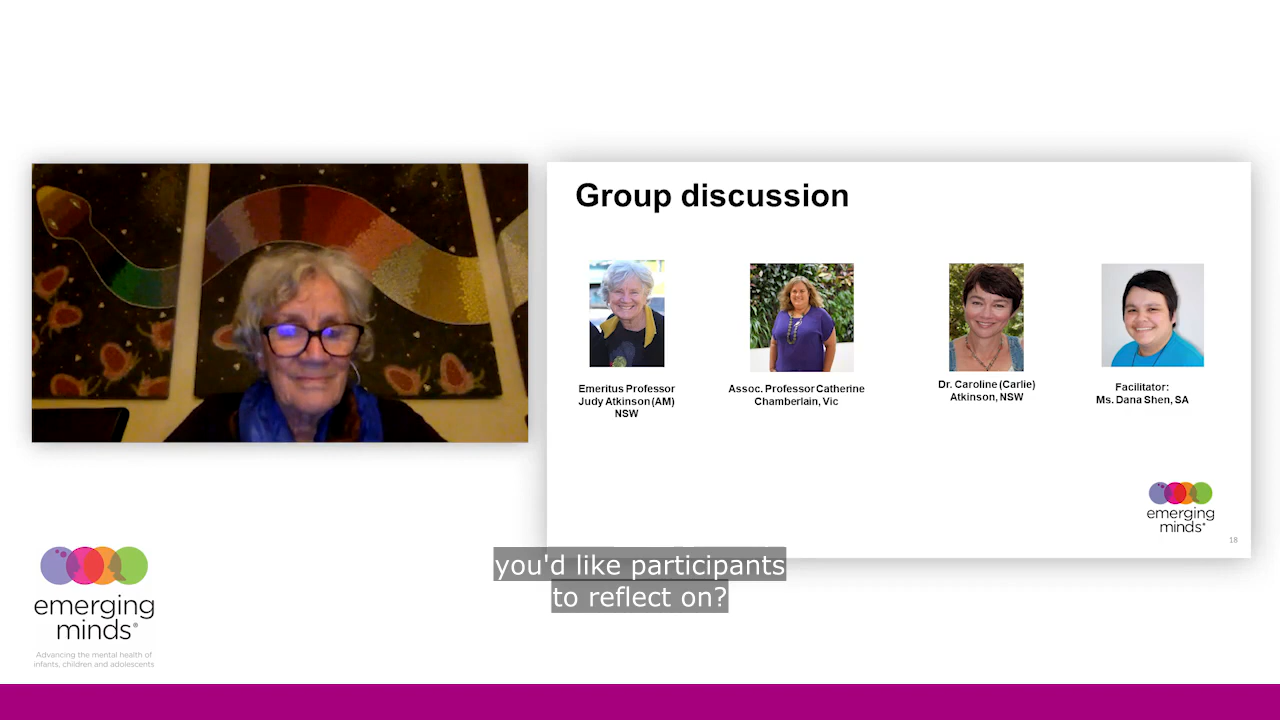 Group discussion
Emeritus Professor
Judy Atkinson (AM)
NSW
Assoc. Professor Catherine
Chamberlain, Vic
Dr. Caroline (Carlie)
Atkinson, NSW
Facilitator:
Ms. Dana Shen, SA
emerging
minds®
18
you'd like participants
to reflect on?
emerging
minds®
Advancing the mental health of
infants, children and adolescents